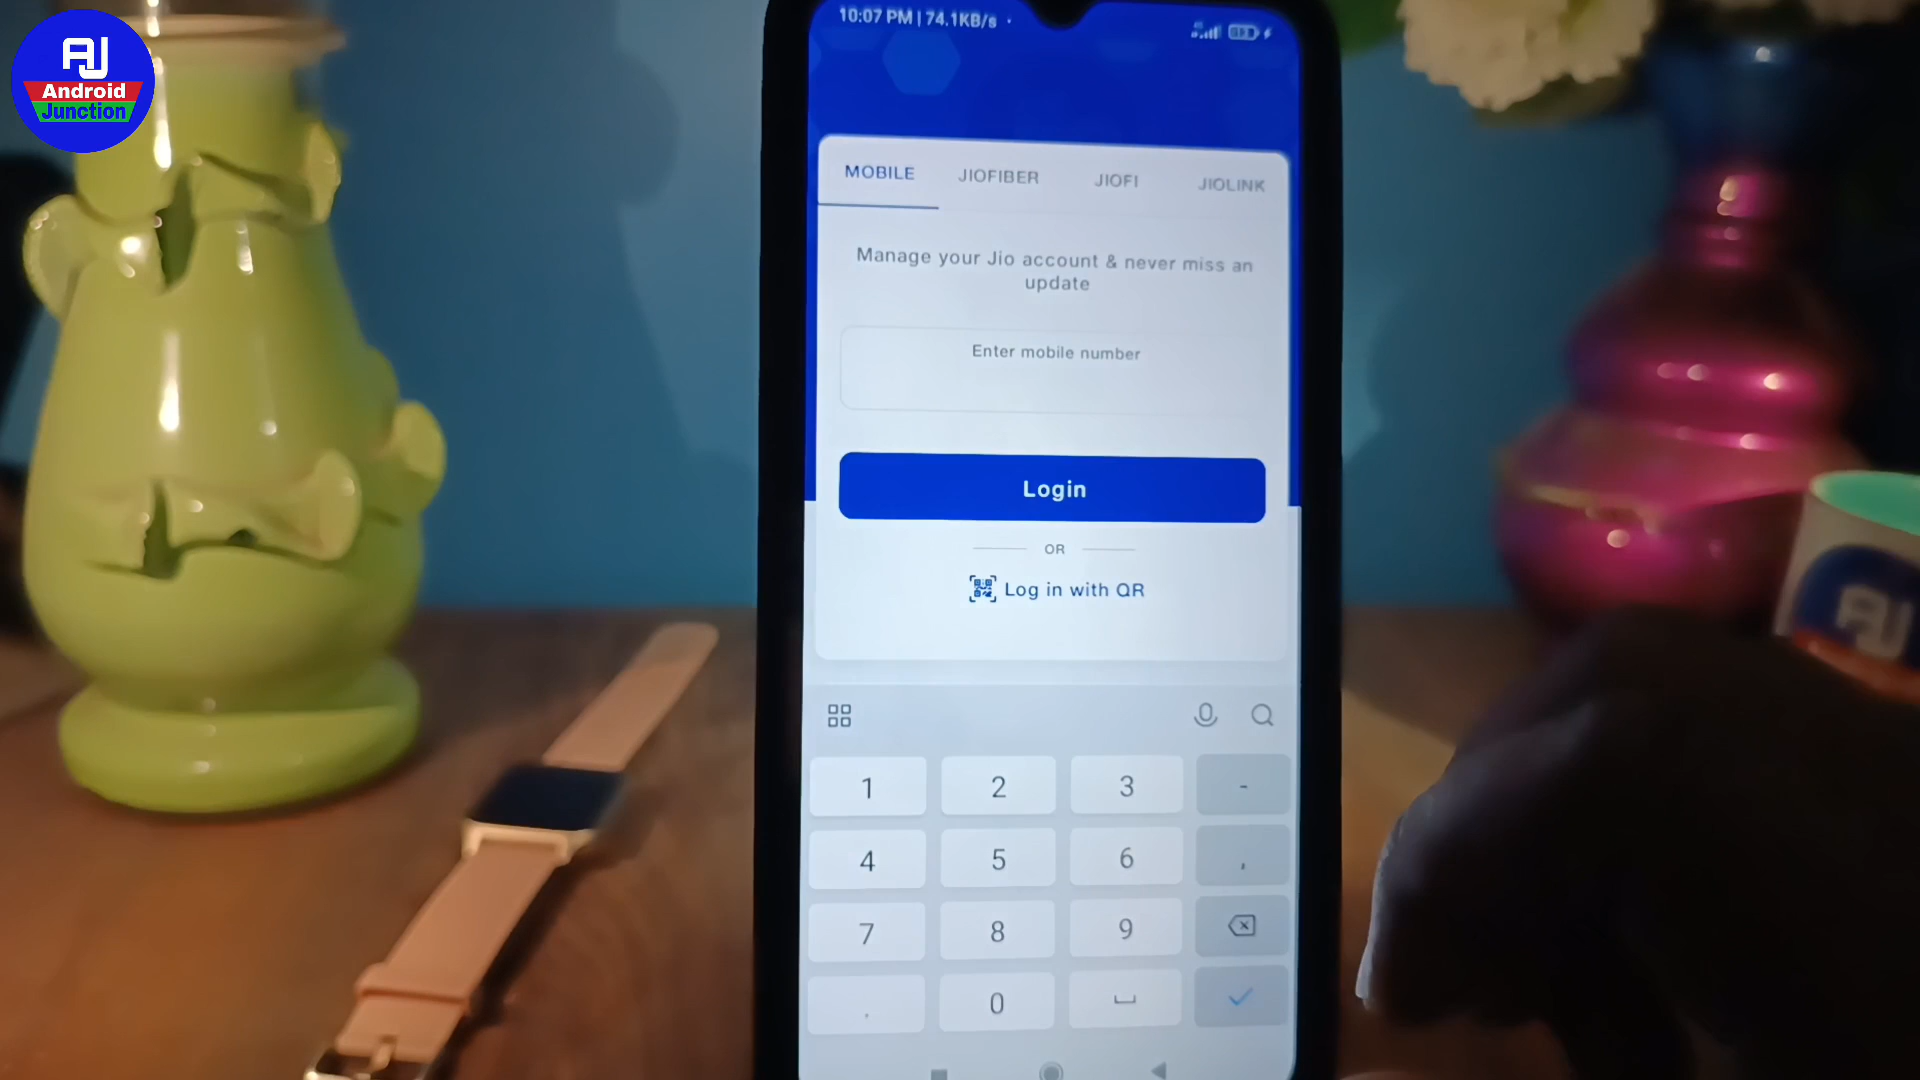 AJ
Android
Junction
10:07 PM | 74.1KB/s
MOBILE
JIOFIBER
JIOFI
JIOLINK
Manage your Jio account & never miss an
update
Enter mobile number
Login
OR
Log in with QR
1
2
3
-
4
5
6
,
7
8
9
.
0
AJ